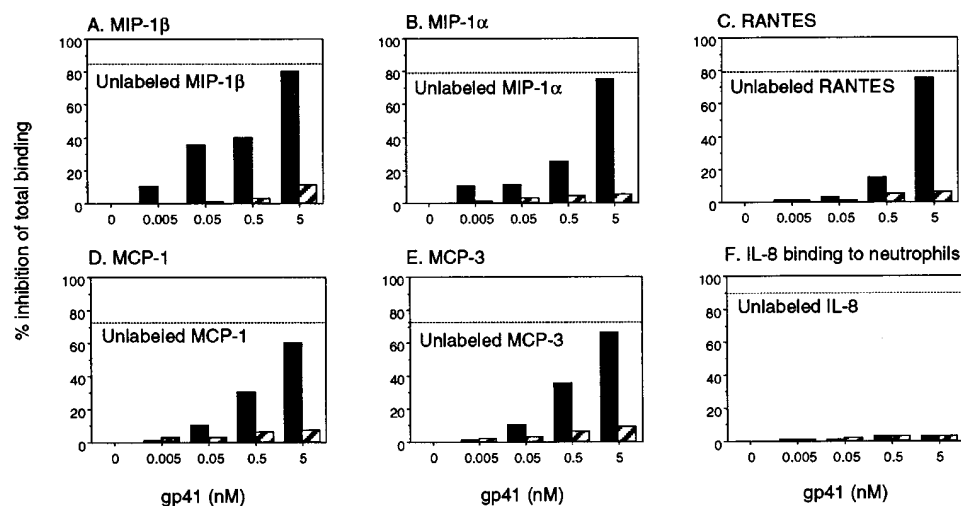 A. MIP-1β
B. MIP-1α
C. RANTES
% inhibition of total binding
100
80
60
40
20
0
Unlabeled MIP-1β
0 0.005 0.05 0.5 5
100
80
60
40
20
0
Unlabeled MIP-1α
0 0.005 0.05 0.5 5
100
80
60
40
20
0
Unlabeled RANTES
0 0.005 0.05 0.5 5
D. MCP-1
E. MCP-3
F. IL-8 binding to neutrophils
100
80
60
40
20
0
Unlabeled MCP-1
0 0.005 0.05 0.5 5
100
80
60
40
20
0
Unlabeled MCP-3
0 0.005 0.05 0.5 5
100
80
60
40
20
0
Unlabeled IL-8
0 0.005 0.05 0.5 5
gp41 (nM)
gp41 (nM)
gp41 (nM)